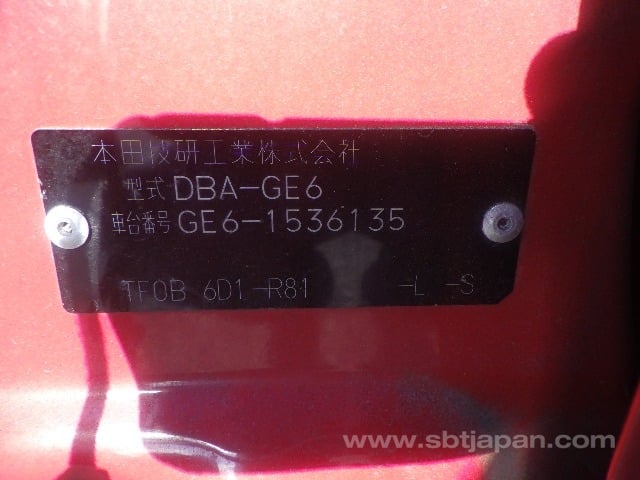 本田技研工業株式会社
型式 DBA-GE6
車台番号 GE6-1536135
TF0B 6D1 -R81 -L -S
www.sbtjapan.com